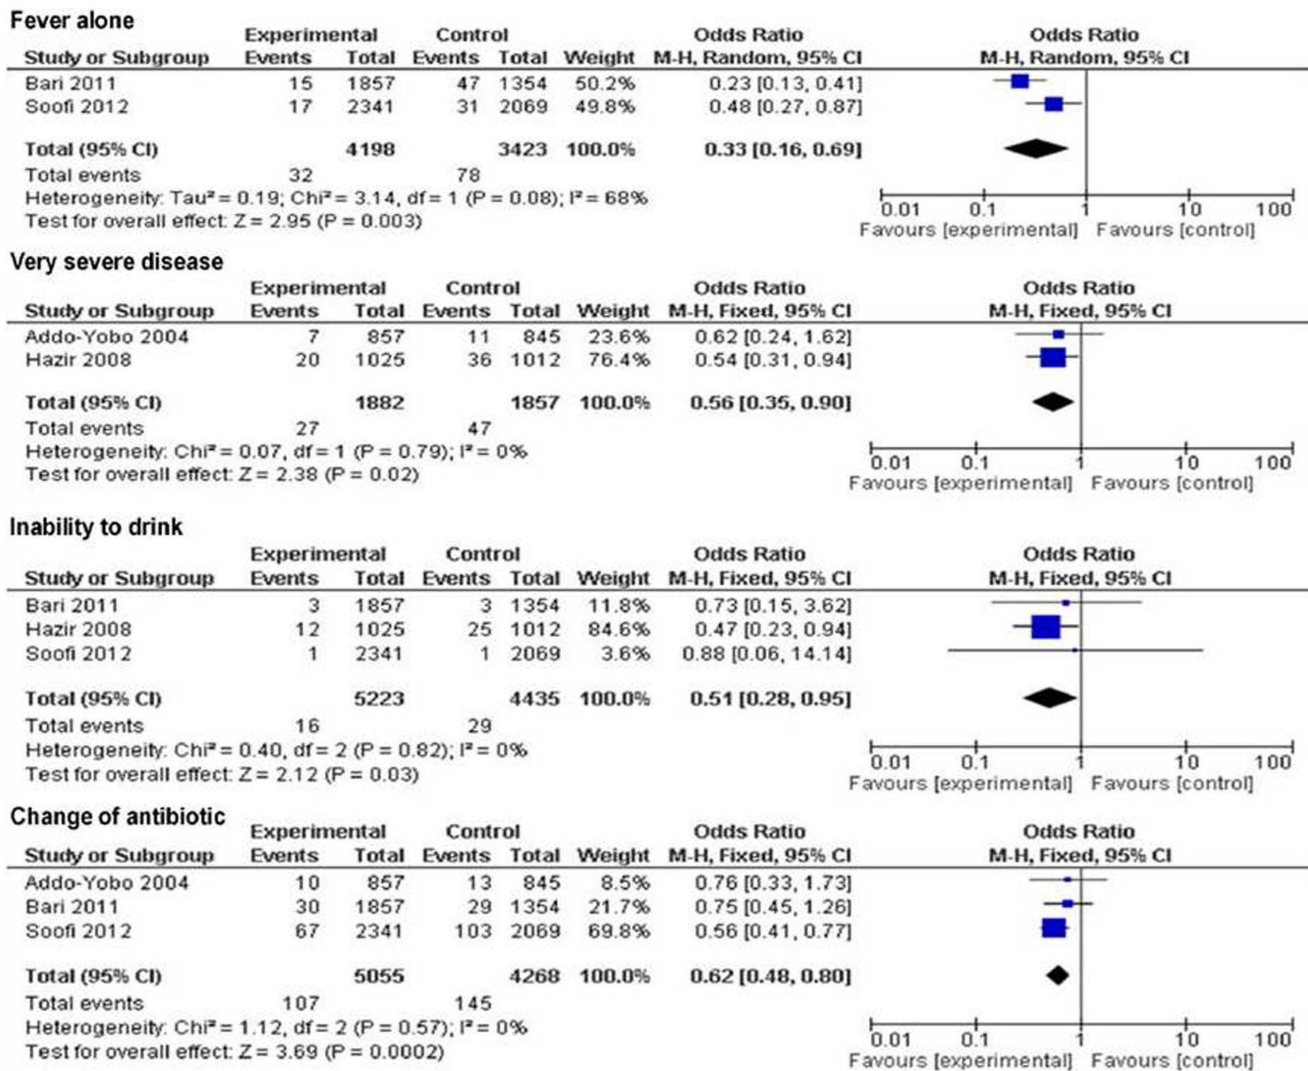 Fever alone
Experimental Control Odds Ratio Odds Ratio
Study or Subgroup Events Total Events Total Weight M-H, Random, 95% CI M-H, Random, 95% CI
Bari 2011 15 1857 47 1354 50.2% 0.23 [0.13, 0.41]
Soofi 2012 17 2341 31 2069 49.8% 0.48 [0.27, 0.87]
Total (95% CI) 4198 3423 100.0% 0.33 [0.16, 0.69]
Total events 32 78
Heterogeneity: Tau² = 0.19; Chi² = 3.14, df = 1 (P = 0.08); I² = 68%
Test for overall effect: Z = 2.95 (P = 0.003)
0.01 0.1 1 10 100
Favours [experimental] Favours [control]
Very severe disease
Experimental Control Odds Ratio Odds Ratio
Study or Subgroup Events Total Events Total Weight M-H, Fixed, 95% CI M-H, Fixed, 95% CI
Addo-Yobo 2004 7 857 11 845 23.6% 0.62 [0.24, 1.62]
Hazir 2008 20 1025 36 1012 76.4% 0.54 [0.31, 0.94]
Total (95% CI) 1882 1857 100.0% 0.56 [0.35, 0.90]
Total events 27 47
Heterogeneity: Chi² = 0.07, df = 1 (P = 0.79); I² = 0%
Test for overall effect: Z = 2.38 (P = 0.02)
0.01 0.1 1 10 100
Favours [experimental] Favours [control]
Inability to drink
Experimental Control Odds Ratio Odds Ratio
Study or Subgroup Events Total Events Total Weight M-H, Fixed, 95% CI M-H, Fixed, 95% CI
Bari 2011 3 1857 3 1354 11.8% 0.73 [0.15, 3.62]
Hazir 2008 12 1025 25 1012 84.6% 0.47 [0.23, 0.94]
Soofi 2012 1 2341 1 2069 3.6% 0.88 [0.06, 14.14]
Total (95% CI) 5223 4435 100.0% 0.51 [0.28, 0.95]
Total events 16 29
Heterogeneity: Chi² = 0.40, df = 2 (P = 0.82); I² = 0%
Test for overall effect: Z = 2.12 (P = 0.03)
0.01 0.1 1 10 100
Favours [experimental] Favours [control]
Change of antibiotic
Experimental Control Odds Ratio Odds Ratio
Study or Subgroup Events Total Events Total Weight M-H, Fixed, 95% CI M-H, Fixed, 95% CI
Addo-Yobo 2004 10 857 13 845 8.5% 0.76 [0.33, 1.73]
Bari 2011 30 1857 29 1354 21.7% 0.75 [0.45, 1.26]
Soofi 2012 67 2341 103 2069 69.8% 0.56 [0.41, 0.77]
Total (95% CI) 5055 4268 100.0% 0.62 [0.48, 0.80]
Total events 107 145
Heterogeneity: Chi² = 1.12, df = 2 (P = 0.57); I² = 0%
Test for overall effect: Z = 3.69 (P = 0.0002)
0.01 0.1 1 10 100
Favours [experimental] Favours [control]